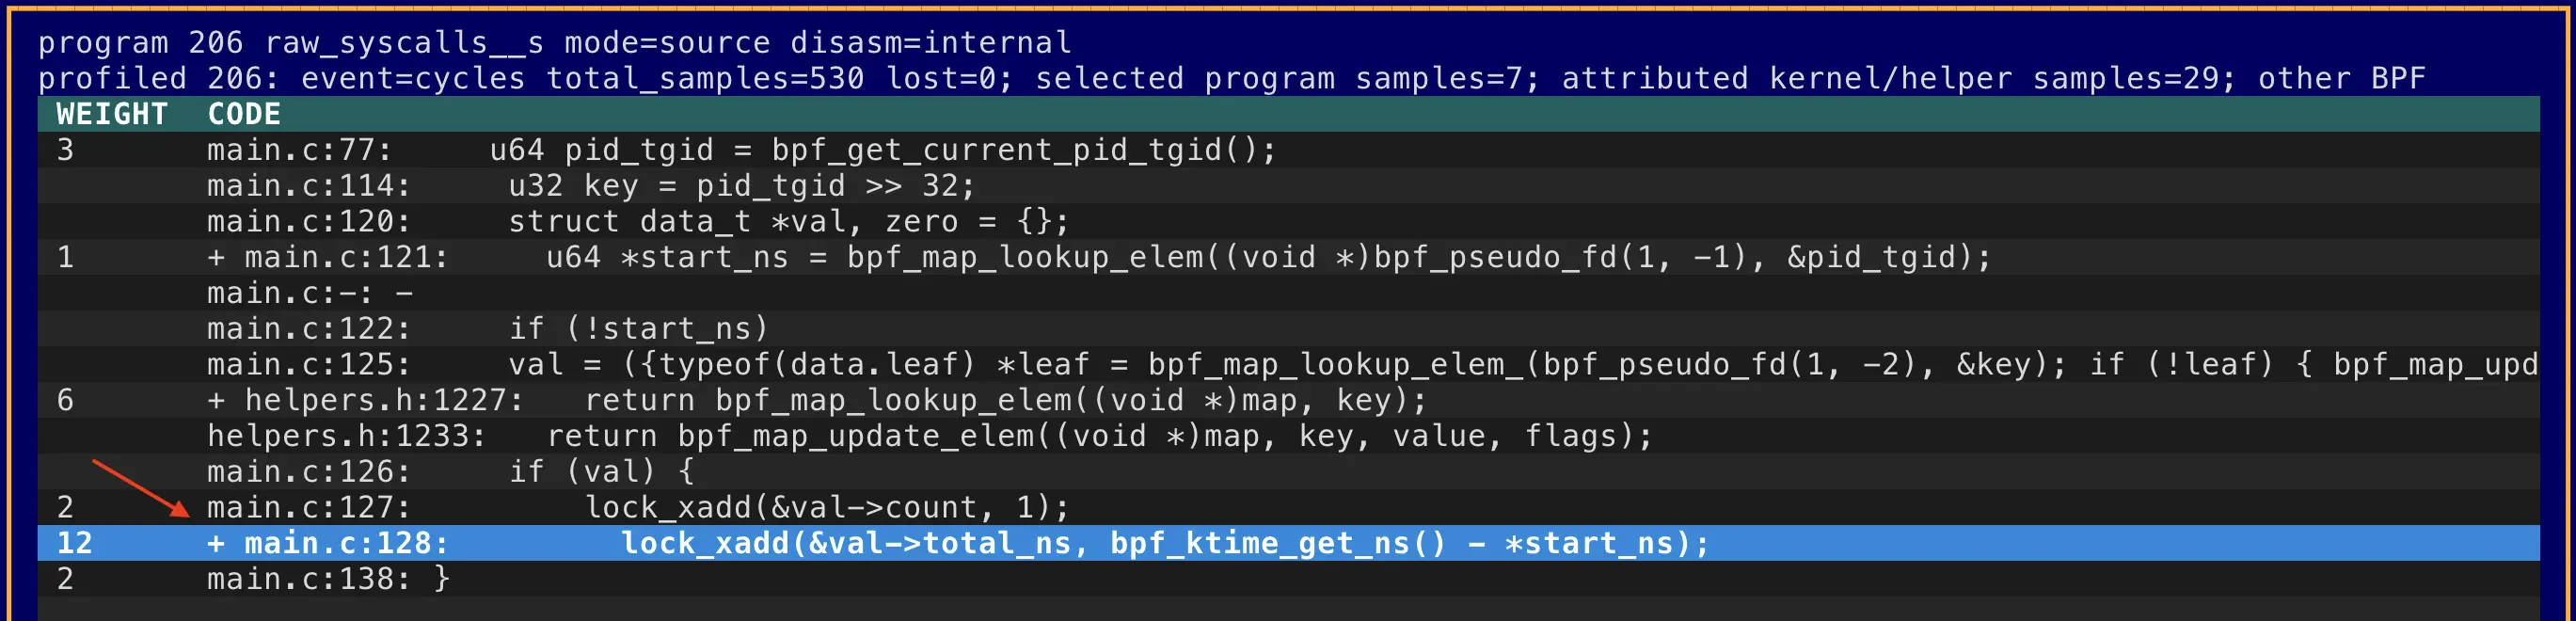 program 206 raw_syscalls__s mode=source disasm=internal
profiled 206: event=cycles total_samples=530 lost=0; selected program samples=7; attributed kernel/helper samples=29; other BPF
WEIGHT CODE
3 main.c:77: u64 pid_tgid = bpf_get_current_pid_tgid();
main.c:114: u32 key = pid_tgid >> 32;
main.c:120: struct data_t *val, zero = {};
1 + main.c:121: u64 *start_ns = bpf_map_lookup_elem((void *)bpf_pseudo_fd(1, -1), &pid_tgid);
main.c:-: -
main.c:122: if (!start_ns)
main.c:125: val = ({typeof(data.leaf) *leaf = bpf_map_lookup_elem_(bpf_pseudo_fd(1, -2), &key); if (!leaf) { bpf_map_upd
6 + helpers.h:1227: return bpf_map_lookup_elem((void *)map, key);
helpers.h:1233: return bpf_map_update_elem((void *)map, key, value, flags);
main.c:126: if (val) {
2 main.c:127: lock_xadd(&val->count, 1);
12 + main.c:128: lock_xadd(&val->total_ns, bpf_ktime_get_ns() - *start_ns);
2 main.c:138: }